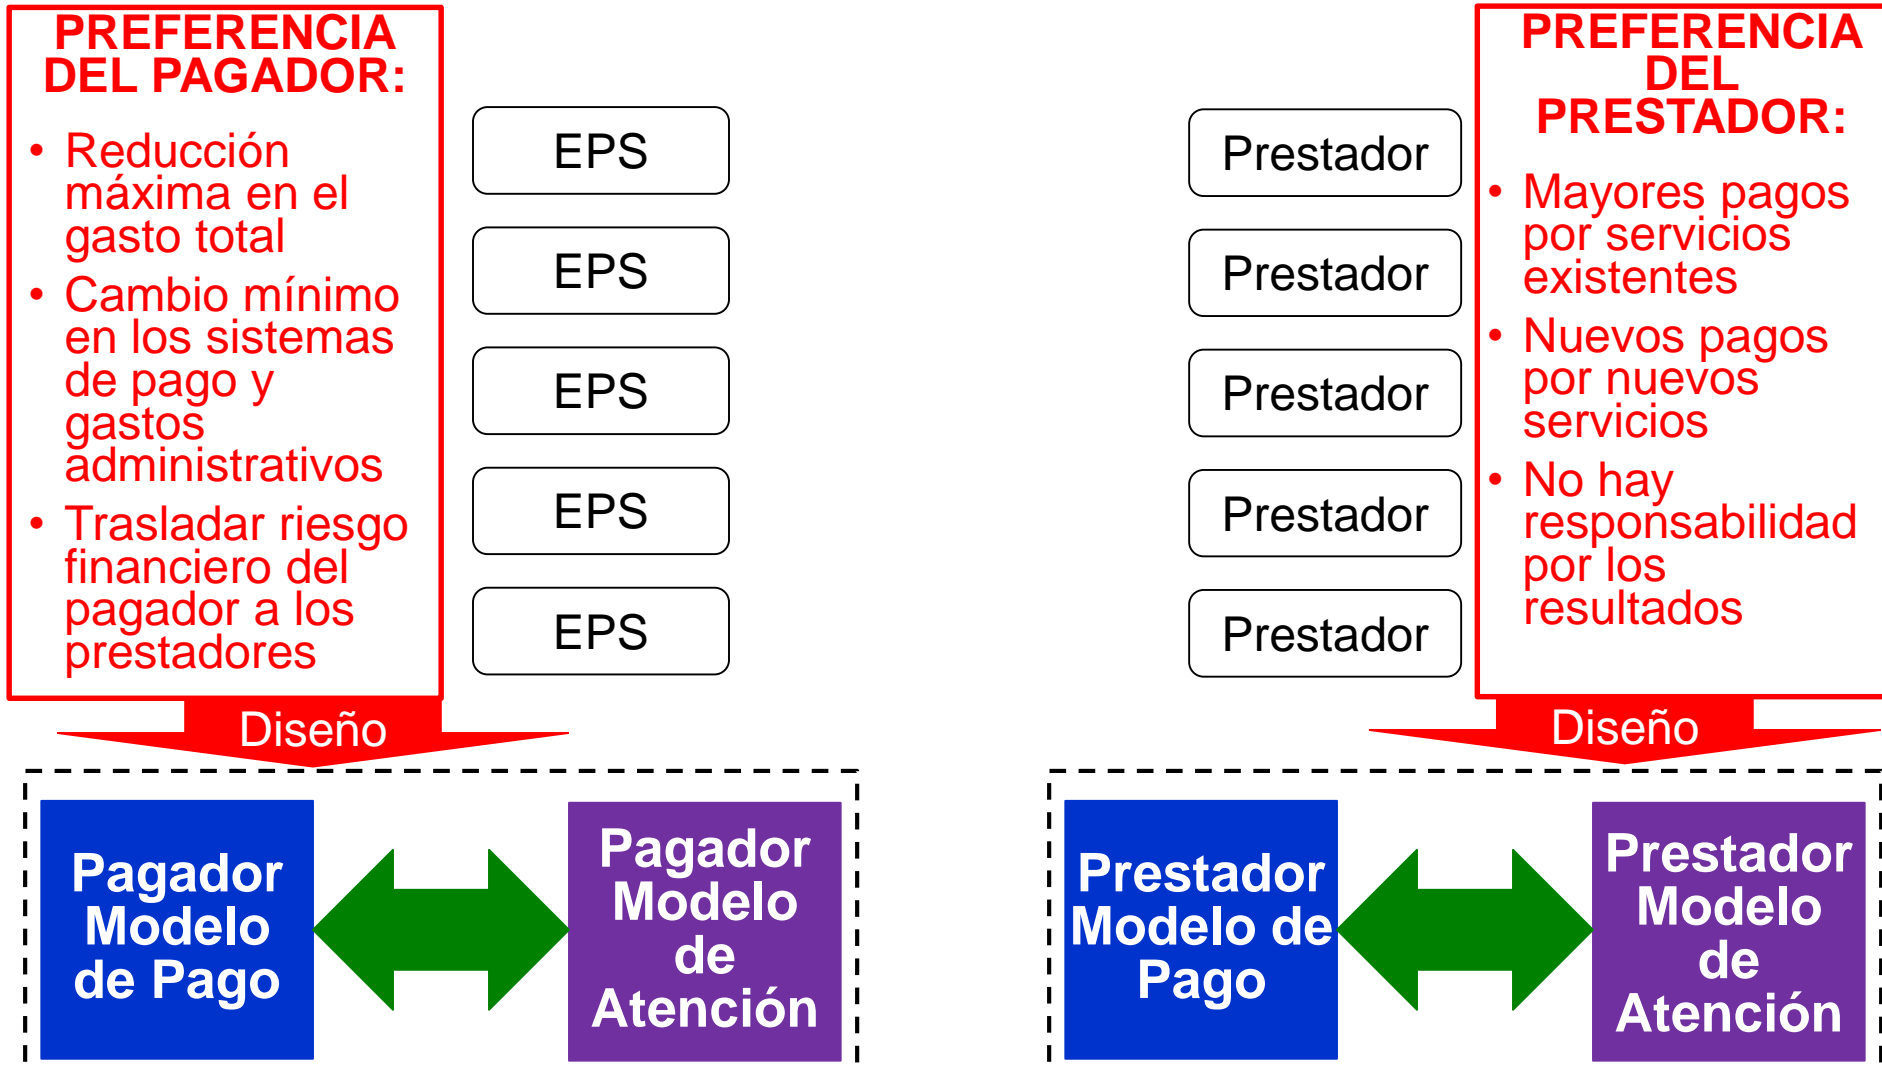 PREFERENCIA
DEL PAGADOR:
• Reducción
máxima en el
gasto total
• Cambio mínimo
en los sistemas
de pago y
gastos
administrativos
• Trasladar riesgo
financiero del
pagador a los
prestadores
EPS
EPS
EPS
EPS
EPS
Prestador
Prestador
Prestador
Prestador
Prestador
PREFERENCIA
DEL
PRESTADOR:
• Mayores pagos
por servicios
existentes
• Nuevos pagos
por nuevos
servicios
• No hay
responsabilidad
por los
resultados
Diseño
Diseño
Pagador
Modelo
de Pago
Pagador
Modelo
de
Atención
Prestador
Modelo de
Pago
Prestador
Modelo
de
Atención